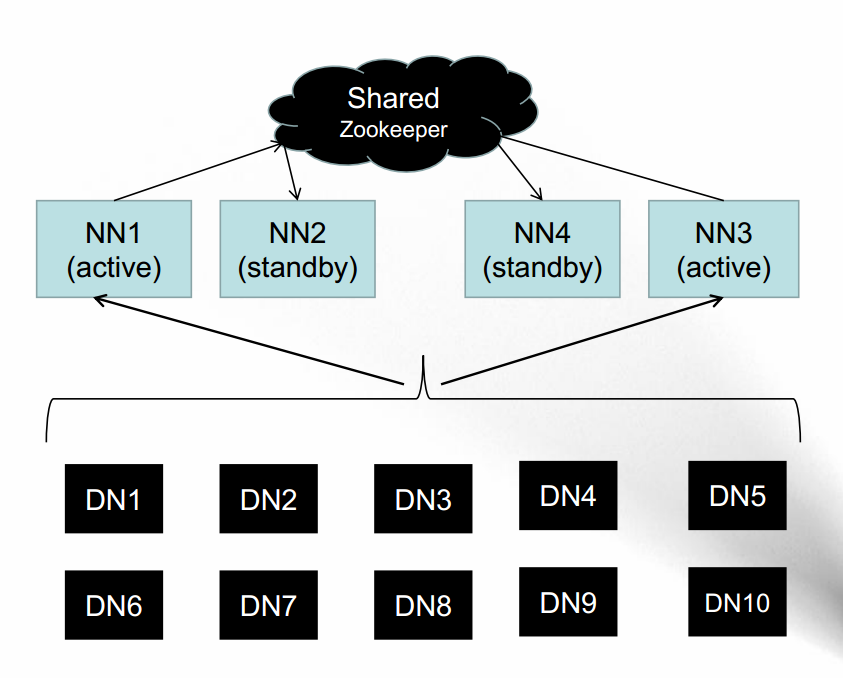 Shared
Zookeeper
NN1
(active)
NN2
(standby)
NN4
(standby)
NN3
(active)
DN1
DN2
DN3
DN4
DN5
DN6
DN7
DN8
DN9
DN10